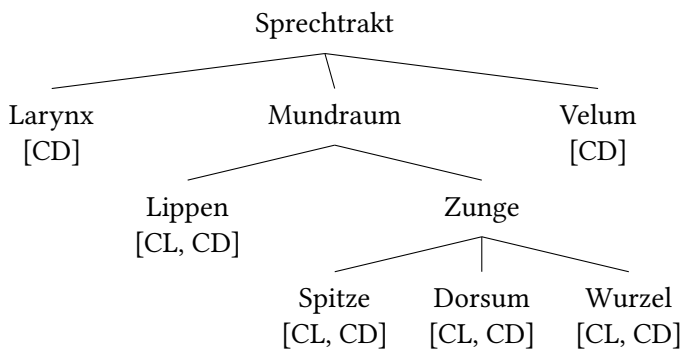 Sprechtrakt
Larynx Mundraum Velum
[CD] [CD]
Lippen Zunge
[CL, CD]
Spitze Dorsum Wurzel
[CL, CD] [CL, CD] [CL, CD]